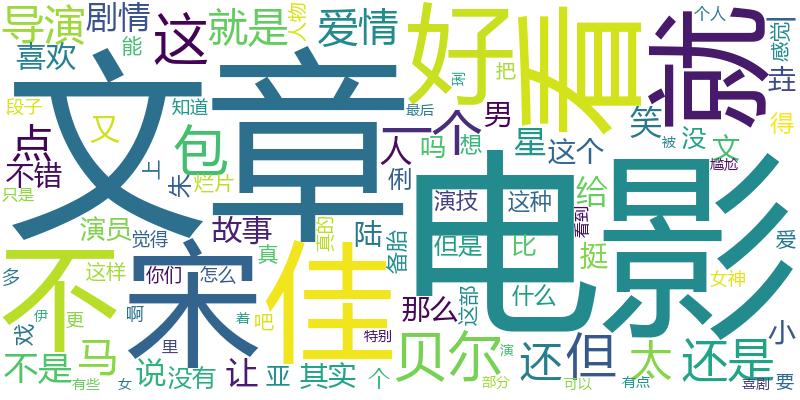 导演
剧情
这
就是
人物
爱情
好看
就
个人
感觉
喜欢
能
文章
段子
知道
最后
把
琍
垚
点
又
包
一个
男
笑
得
不错
上
朱
烂片
人
吗
想
星
这个
没
文
被
尴尬
只是
俐
电影
演员
觉得
故事
真的
陆
备胎
演技
但是
这种
比
给
挺
看到
爱
不
宋
佳
多
这样
你们
怎么
真
那么
这部
什么
女神
戏
伊
更
啊
里
着
吧
特别
小
不是
马
说
没有
让
亚
其实
个
贝尔
演
还
但
太
还是
有些
女
部分
可以
有点
喜剧
要